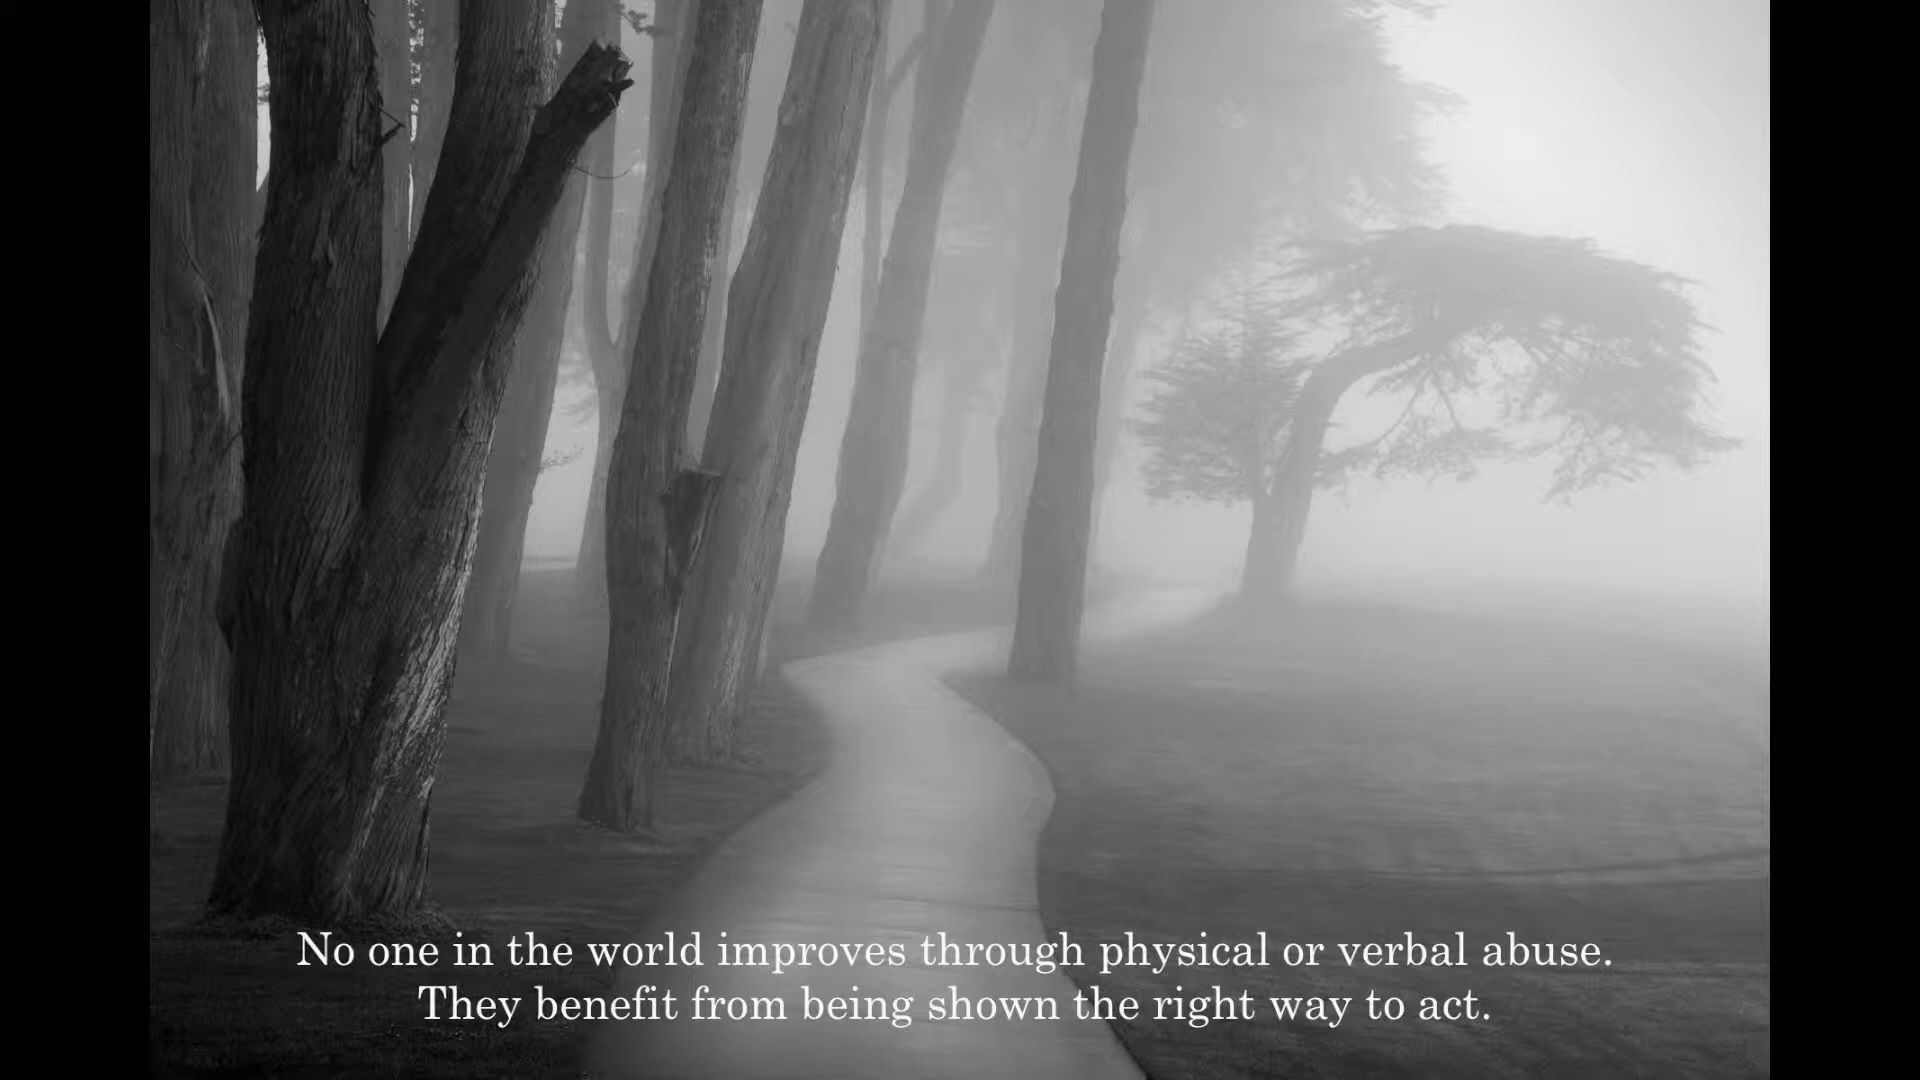 No one in the world improves through physical or verbal abuse.
They benefit from being shown the right way to act.